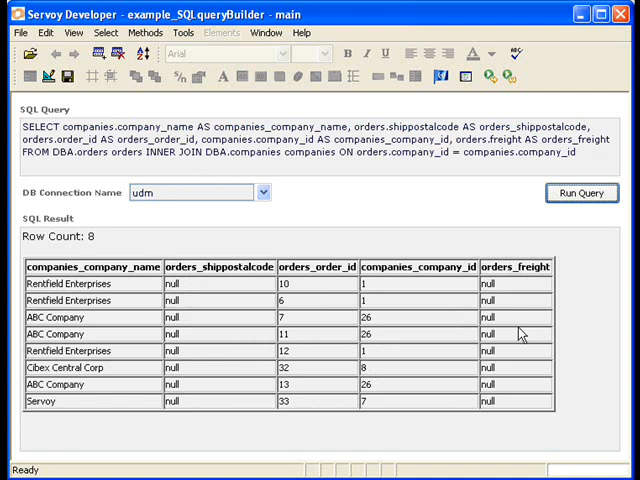 Servoy Developer - example_SQLqueryBuilder - main
File Edit View Select Methods Tools Elements Window Help
Arial
SQL Query
SELECT companies.company_name AS companies_company_name, orders.shippostalcode AS orders_shippostalcode,
orders.order_id AS orders_order_id, companies.company_id AS companies_company_id, orders.freight AS orders_freight
FROM DBA.orders orders INNER JOIN DBA.companies companies ON orders.company_id = companies.company_id
DB Connection Name udm Run Query
SQL Result
Row Count: 8
companies_company_name orders_shippostalcode orders_order_id companies_company_id orders_freight
Rentfield Enterprises null 10 1 null
Rentfield Enterprises null 6 1 null
ABC Company null 7 26 null
ABC Company null 11 26 null
Rentfield Enterprises null 12 1 null
Cibex Central Corp null 32 8 null
ABC Company null 13 26 null
Servoy null 33 7 null
Ready